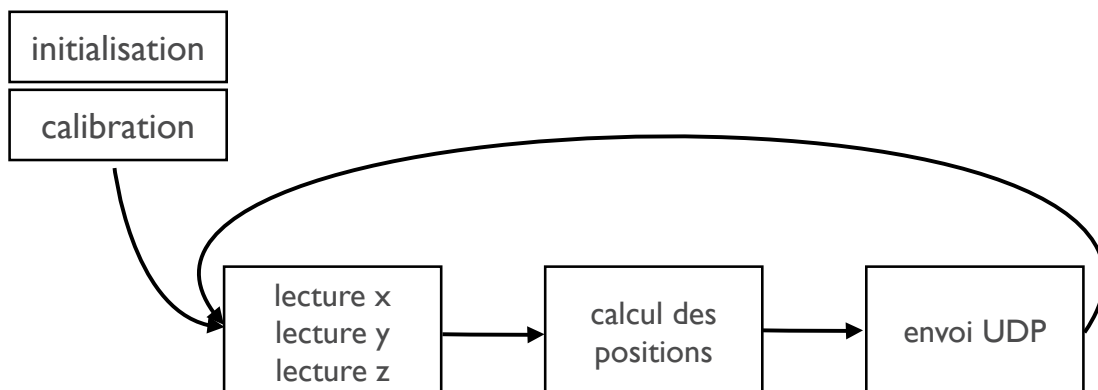 initialisation
calibration
lecture x
lecture y
lecture z
calcul des
positions
envoi UDP